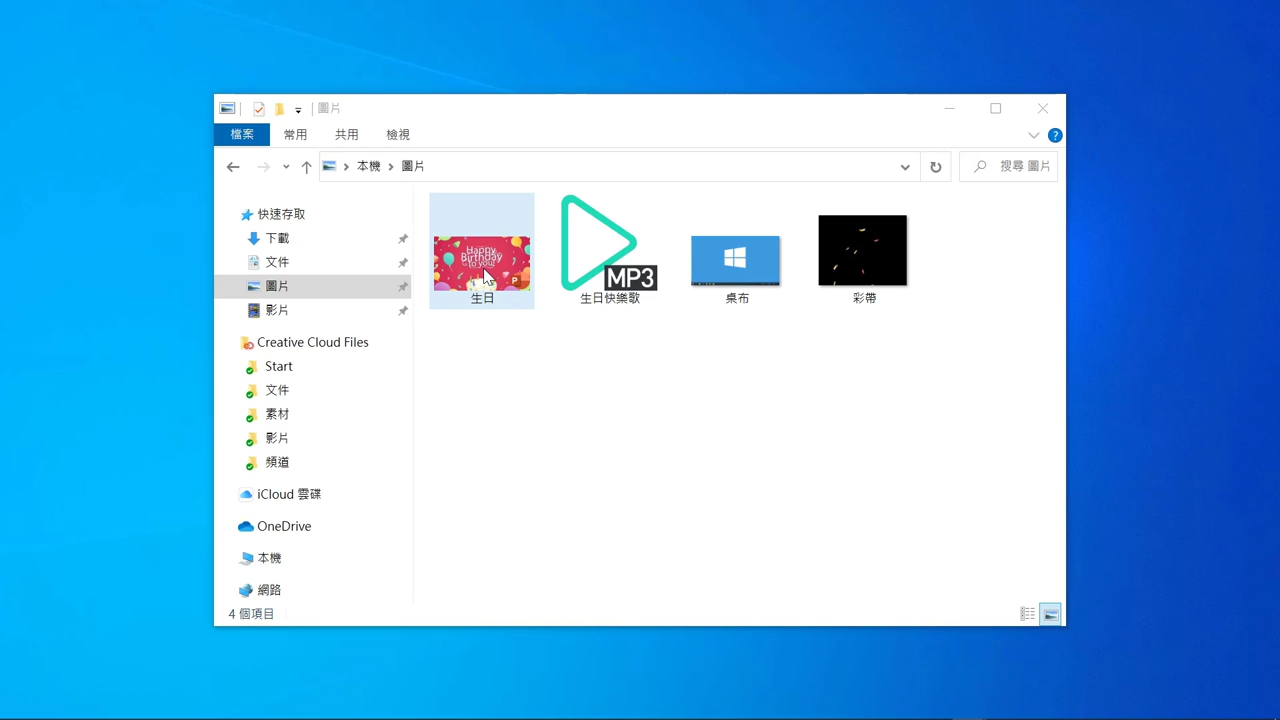 圖片
檔案 常用 共用 檢視
本機 圖片
搜尋 圖片
快速存取
下載
文件
圖片
影片
Creative Cloud Files
Start
文件
素材
影片
頻道
iCloud 雲碟
OneDrive
本機
網路
Happy
Birthday
to you!
P
生日
MP3
生日快樂歌
桌布
彩帶
4 個項目